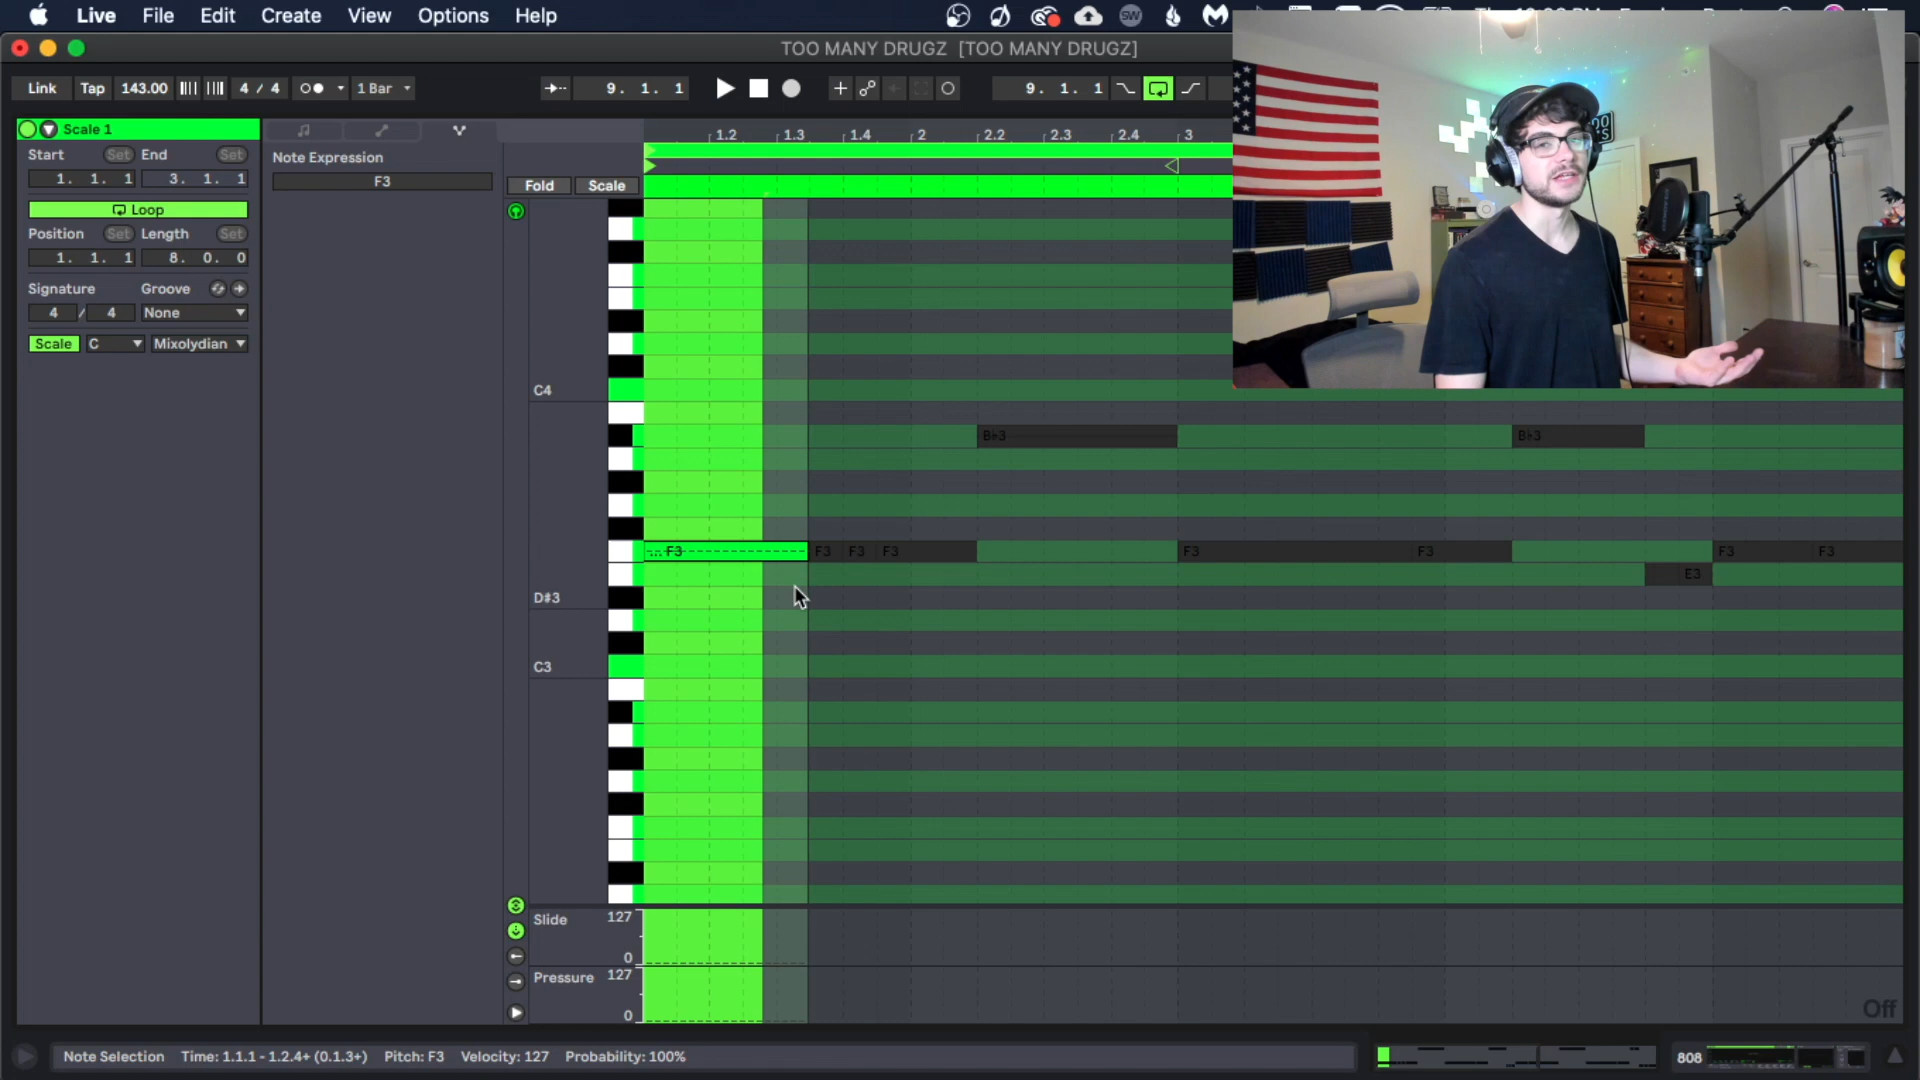 Live File Edit Create View Options Help
TOO MANY DRUGZ [TOO MANY DRUGZ]
Link Tap 143.00 4 / 4 1 Bar 9. 1. 1 9. 1. 1
Scale 1
Start Set End Set
1. 1. 1 3. 1. 1
Loop
Position Set Length Set
1. 1. 1 8. 0. 0
Signature Groove
4 / 4 None
Scale C Mixolydian
Note Expression
F3
Fold Scale
1.2 1.3 1.4 2 2.2 2.3 2.4 3
C4
B♭3 B♭3
... F3 F3 F3 F3 F3 F3 F3 F3
E3
D#3
C3
Slide 127
0
Pressure 127
0
Off
Note Selection Time: 1.1.1 - 1.2.4+ (0.1.3+) Pitch: F3 Velocity: 127 Probability: 100%
808